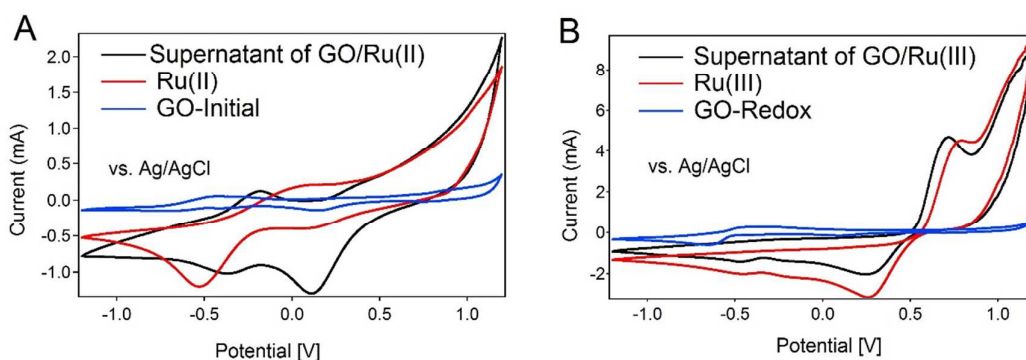 A
Supernatant of GO/Ru(II)
Ru(II)
GO-Initial
vs. Ag/AgCl
Current (mA)
2.0
1.5
1.0
0.5
0.0
-0.5
-1.0
-1.0
-0.5
0.0
0.5
1.0
Potential [V]
B
Supernatant of GO/Ru(III)
Ru(III)
GO-Redox
vs. Ag/AgCl
Current (mA)
8
6
4
2
0
-2
-1.0
-0.5
0.0
0.5
1.0
Potential [V]